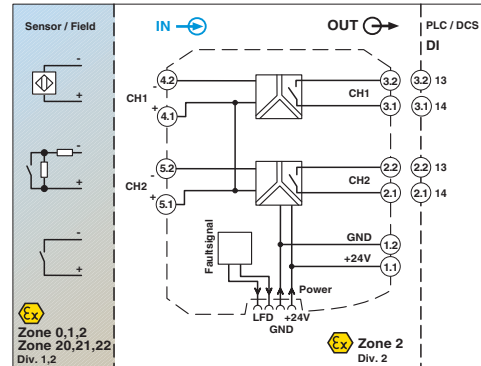 Sensor / Field
IN
OUT
PLC / DCS
DI
-
+
-
+
-
+
4.2
CH1
-
+
4.1
3.2
CH1
3.1
3.2 13
3.1 14
5.2
CH2
-
+
5.1
2.2
CH2
2.1
2.2 13
2.1 14
Faultsignal
GND
1.2
+24V
1.1
Power
LFD
+24V
GND
Ex
Zone 0,1,2
Zone 20,21,22
Div. 1,2
Ex
Zone 2
Div. 2